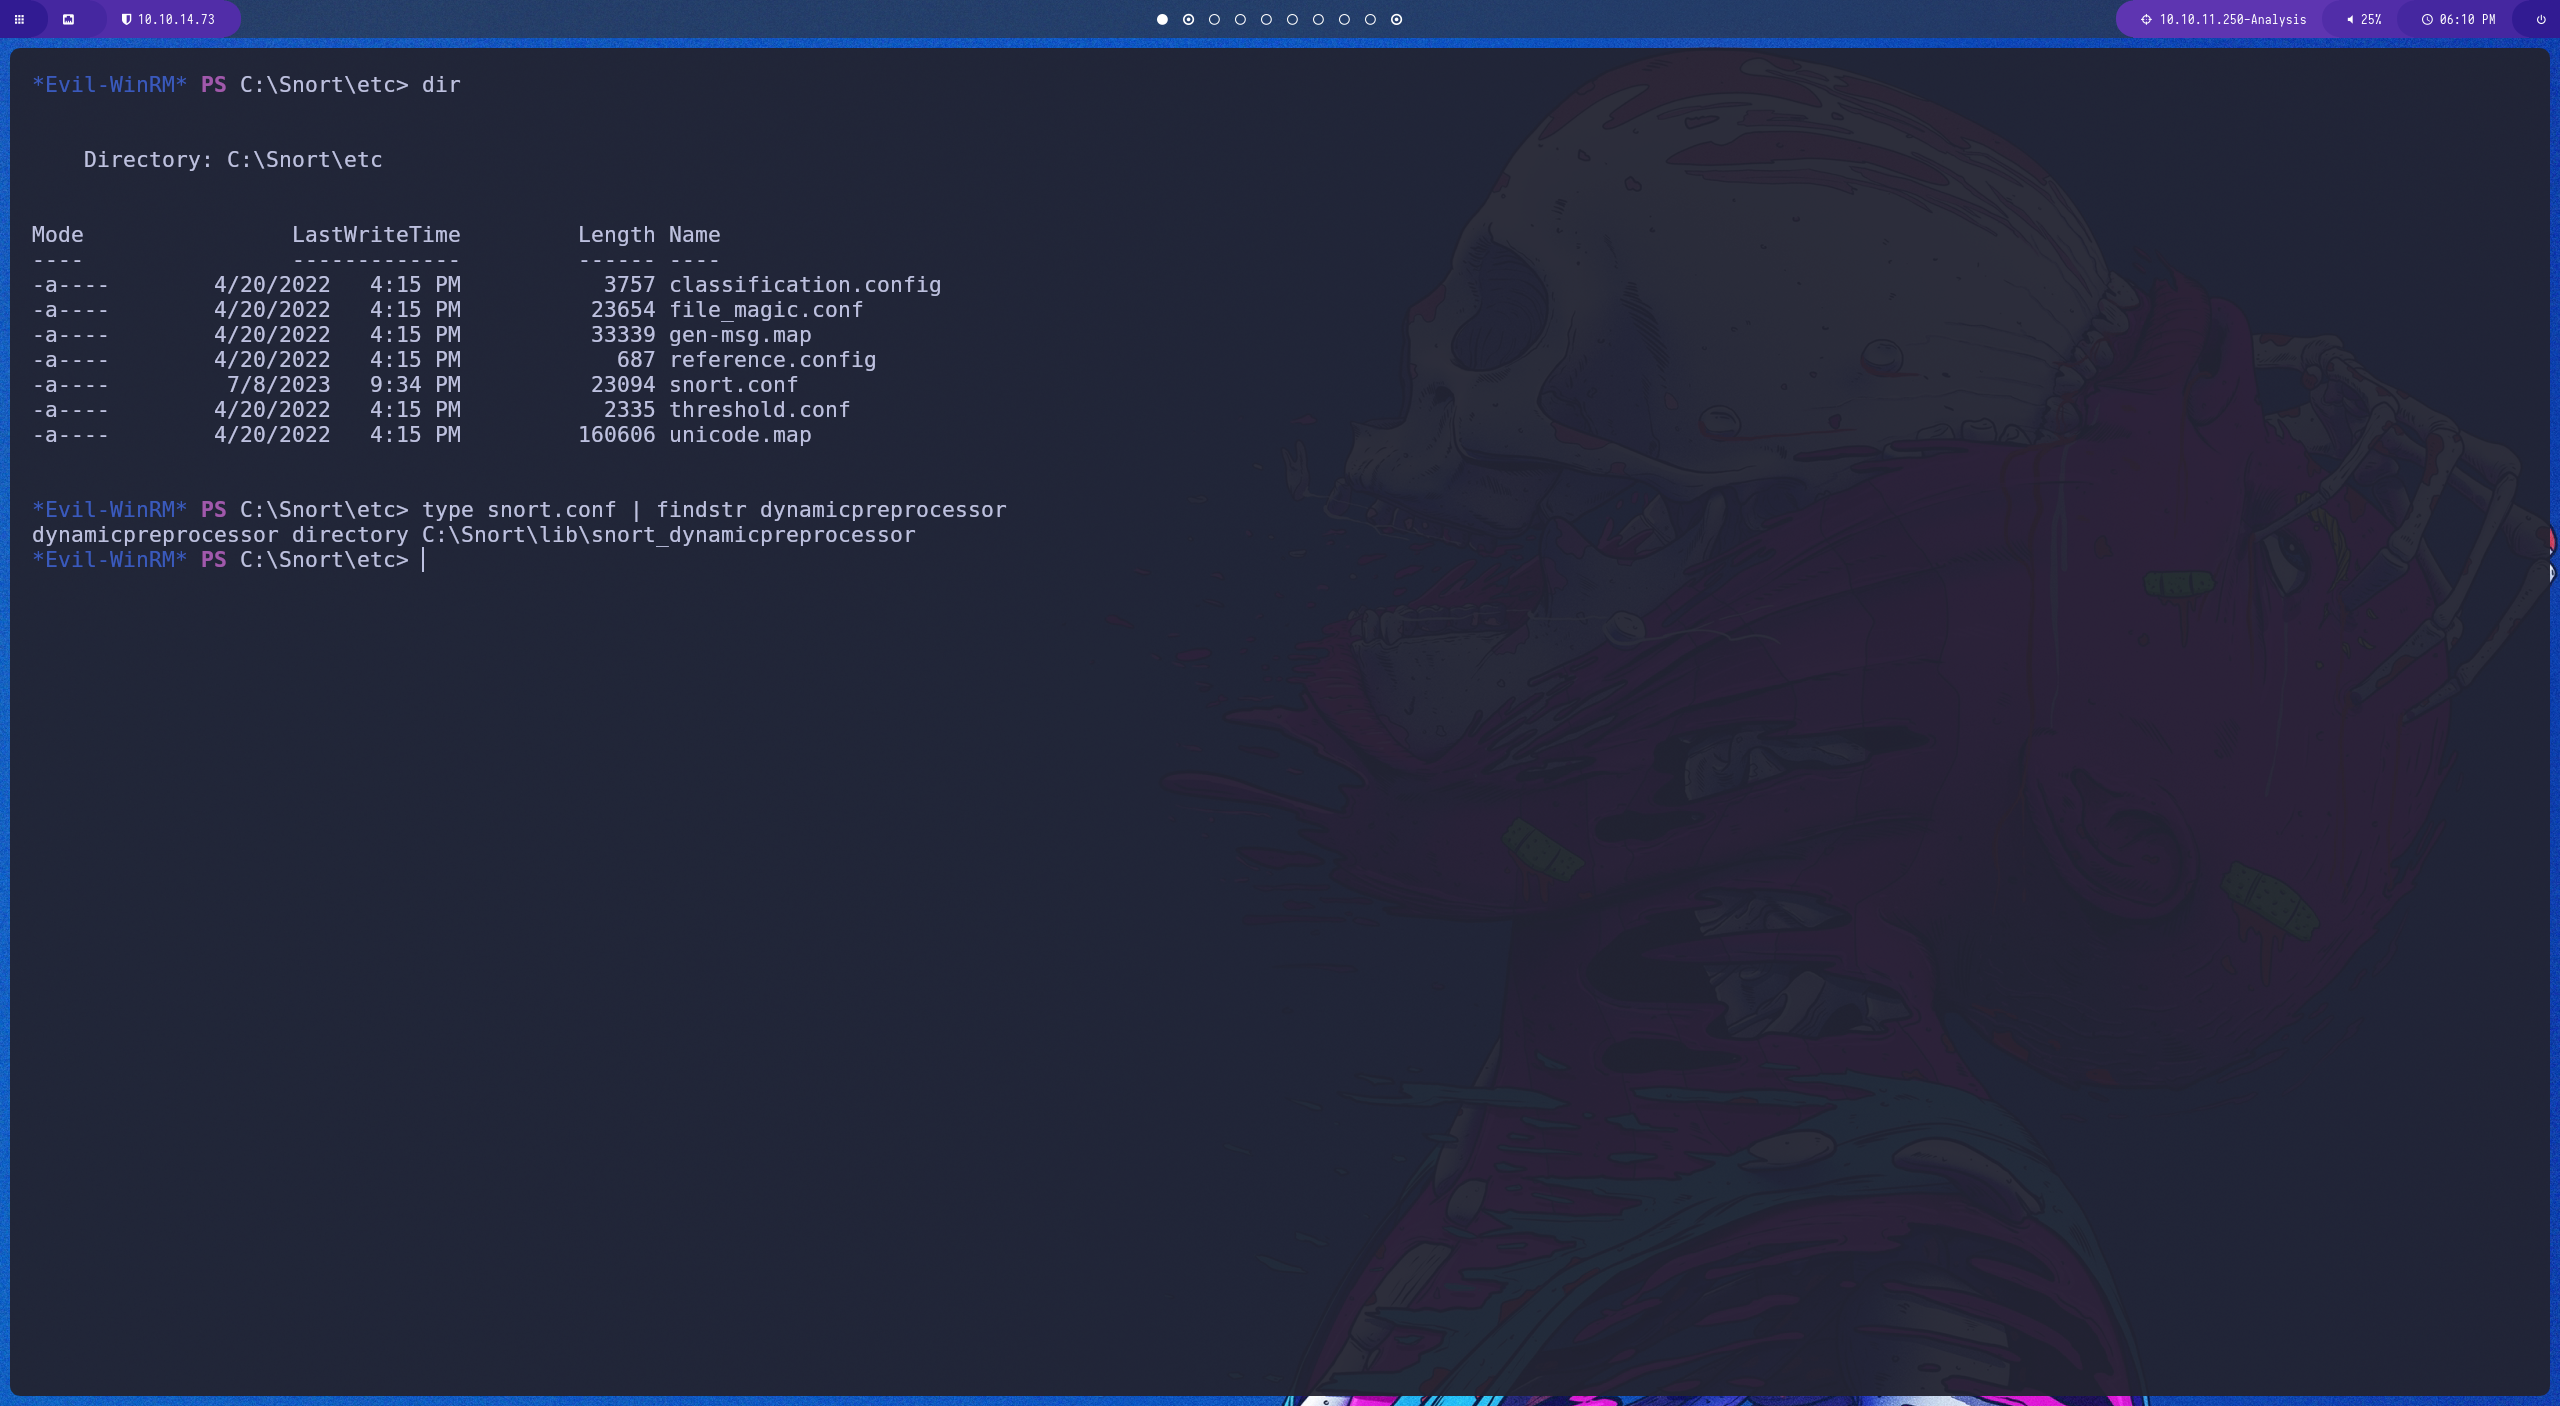 10.10.14.73
10.10.11.250-Analysis
25%
06:10 PM
*Evil-WinRM* PS C:\Snort\etc> dir
    Directory: C:\Snort\etc
Mode                LastWriteTime         Length Name
----                -------------         ------ ----
-a----        4/20/2022   4:15 PM           3757 classification.config
-a----        4/20/2022   4:15 PM          23654 file_magic.conf
-a----        4/20/2022   4:15 PM          33339 gen-msg.map
-a----        4/20/2022   4:15 PM            687 reference.config
-a----         7/8/2023   9:34 PM          23094 snort.conf
-a----        4/20/2022   4:15 PM           2335 threshold.conf
-a----        4/20/2022   4:15 PM         160606 unicode.map
*Evil-WinRM* PS C:\Snort\etc> type snort.conf | findstr dynamicpreprocessor
dynamicpreprocessor directory C:\Snort\lib\snort_dynamicpreprocessor
*Evil-WinRM* PS C:\Snort\etc>